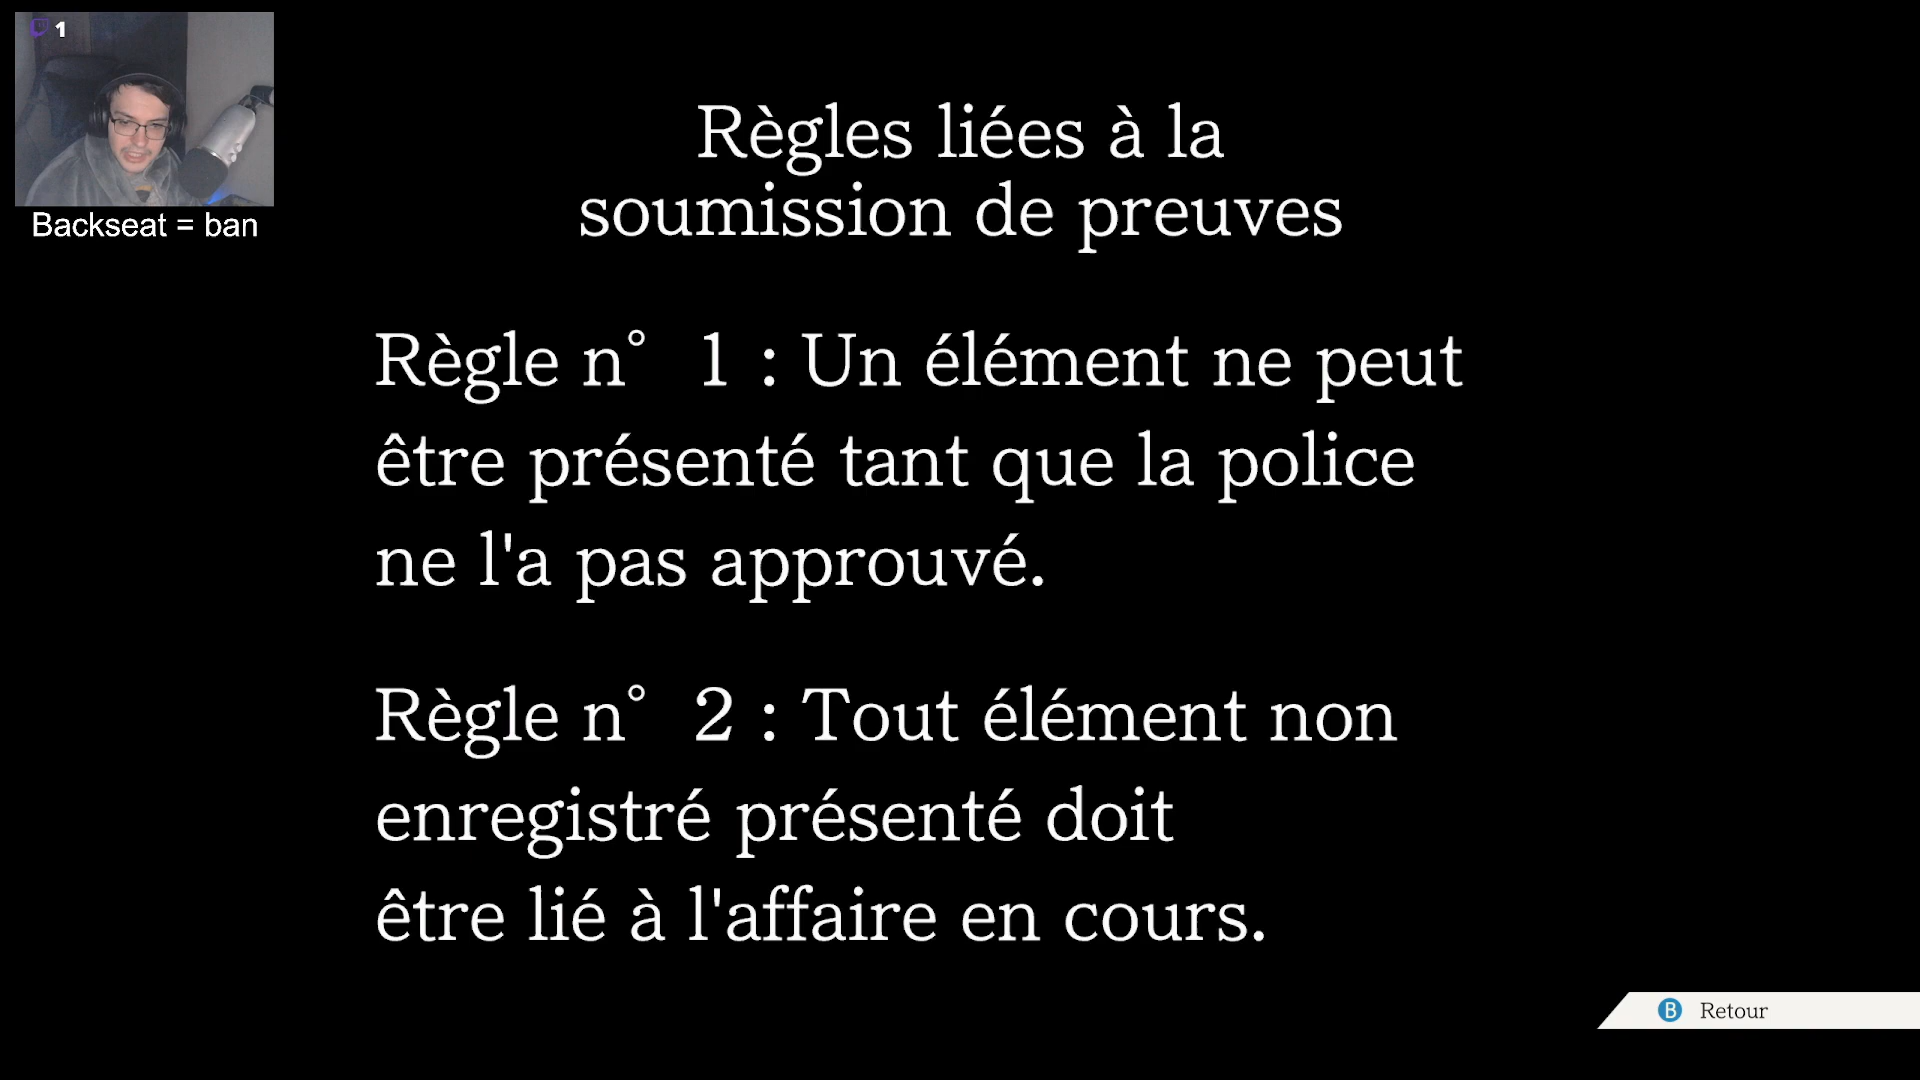 1
Backseat = ban
Règles liées à la
soumission de preuves
Règle n° 1 : Un élément ne peut
être présenté tant que la police
ne l'a pas approuvé.
Règle n° 2 : Tout élément non
enregistré présenté doit
être lié à l'affaire en cours.
B Retour